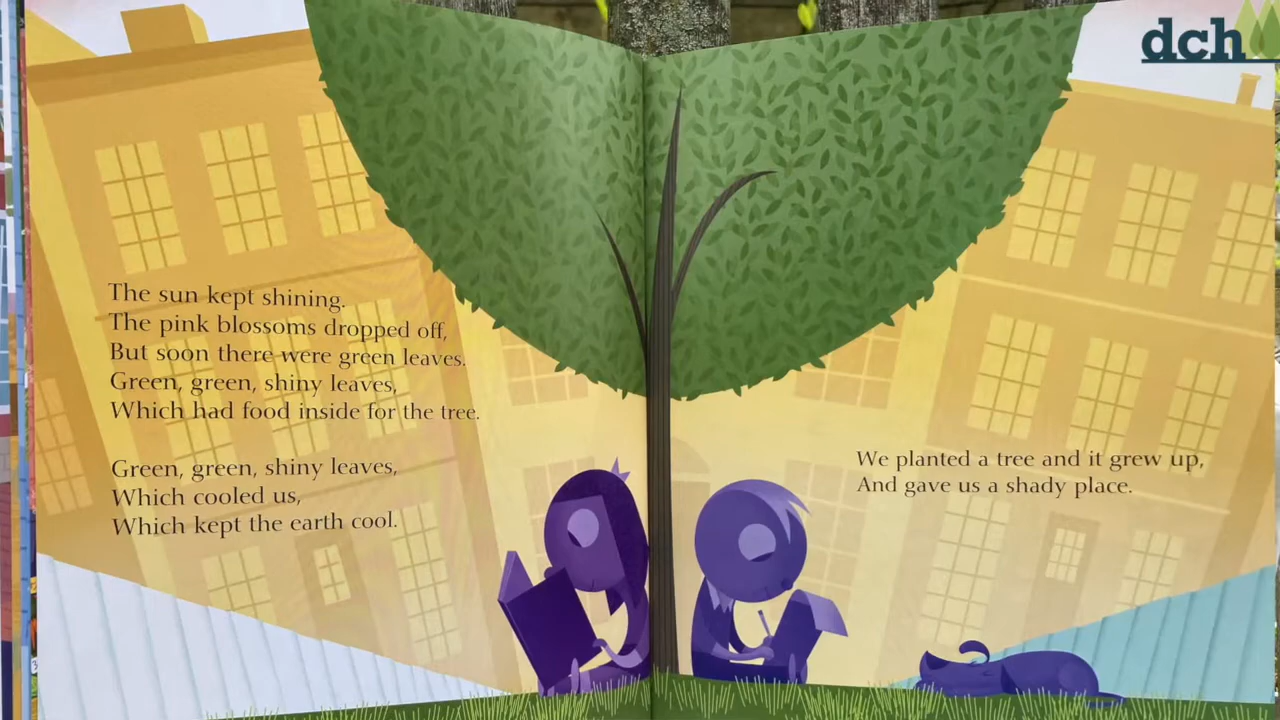 dch
The sun kept shining.
The pink blossoms dropped off,
But soon there were green leaves.
Green, green, shiny leaves,
Which had food inside for the tree.
Green, green, shiny leaves,
Which cooled us,
Which kept the earth cool.
We planted a tree and it grew up,
And gave us a shady place.